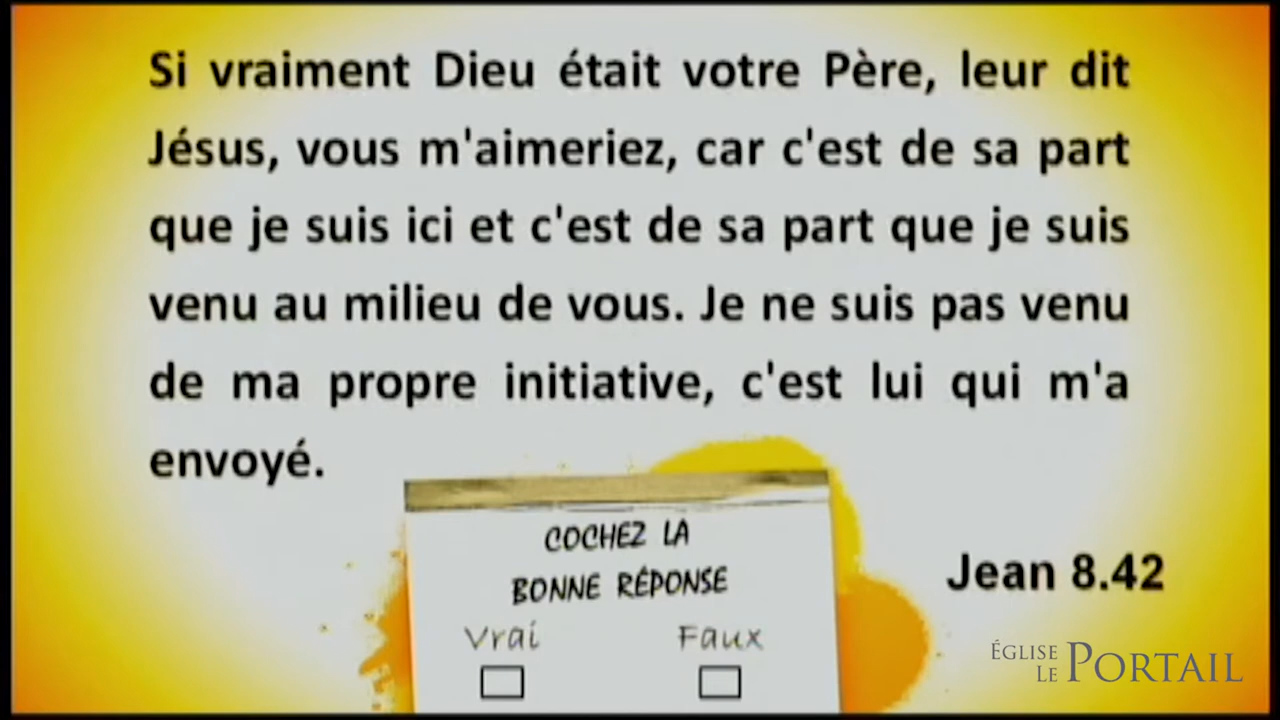 Si vraiment Dieu était votre Père, leur dit
Jésus, vous m'aimeriez, car c'est de sa part
que je suis ici et c'est de sa part que je suis
venu au milieu de vous. Je ne suis pas venu
de ma propre initiative, c'est lui qui m'a
envoyé.
COCHEZ LA
BONNE RÉPONSE
Vrai Faux
Jean 8.42
ÉGLISE
LE PORTAIL